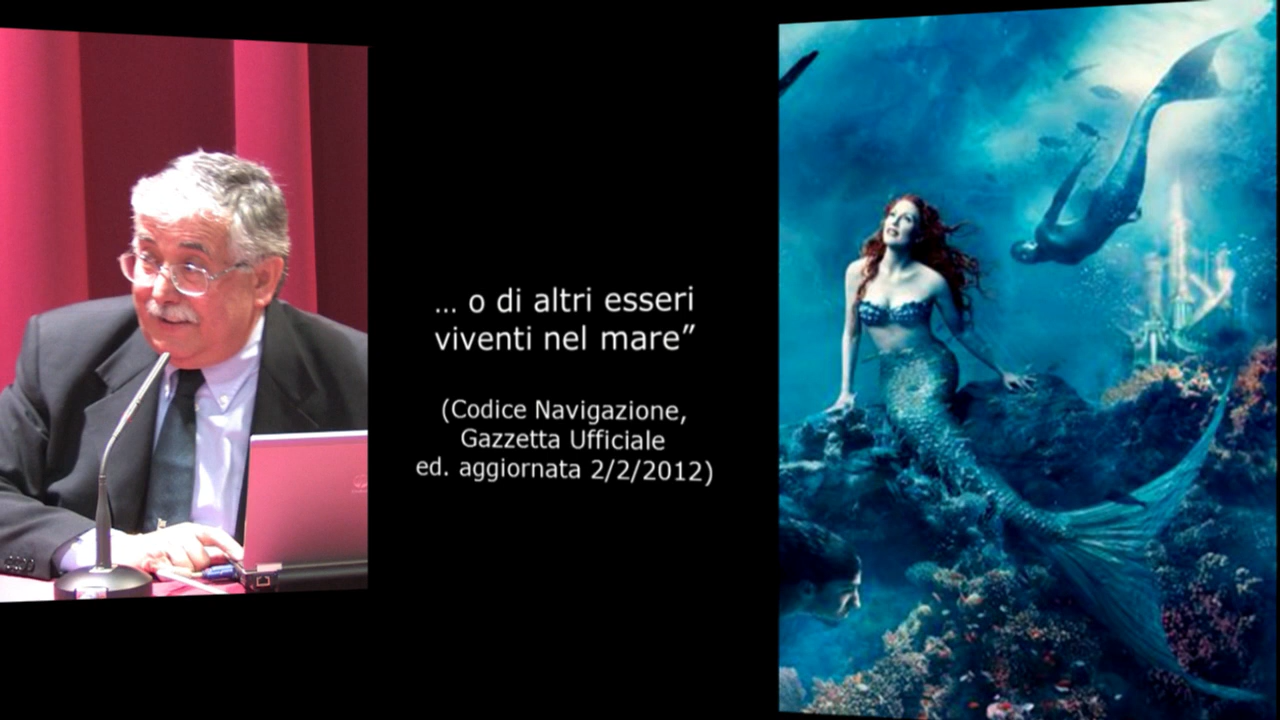 … o di altri esseri
viventi nel mare”
(Codice Navigazione,
Gazzetta Ufficiale
ed. aggiornata 2/2/2012)